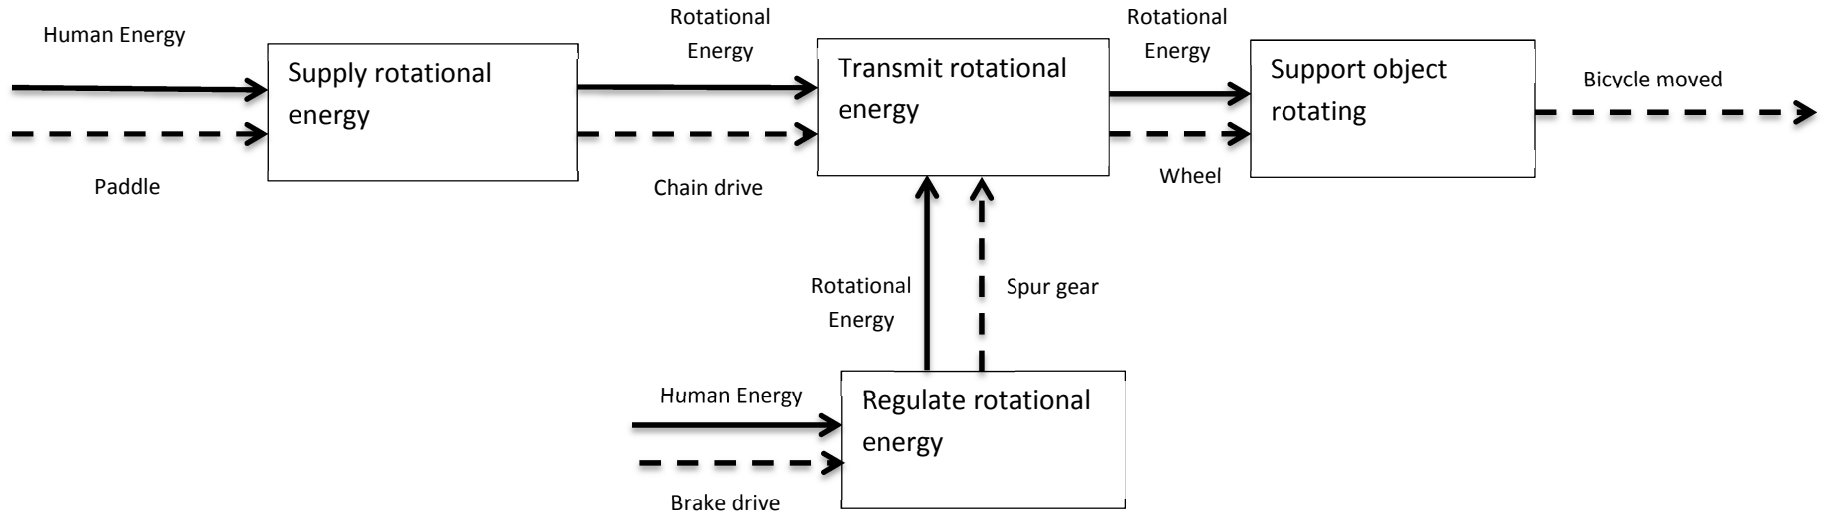 Human Energy
Paddle
Supply rotational
energy
Rotational
Energy
Chain drive
Transmit rotational
energy
Rotational
Energy
Wheel
Support object
rotating
Bicycle moved
Rotational
Energy
Spur gear
Human Energy
Brake drive
Regulate rotational
energy